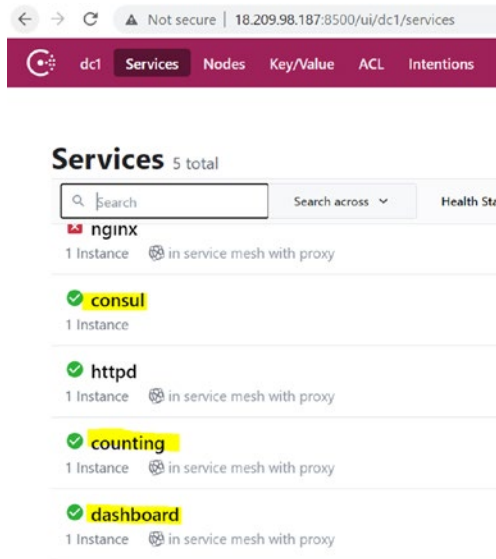 Not secure | 18.209.98.187:8500/ui/dc1/services
dc1 Services Nodes Key/Value ACL Intentions
Services 5 total
Search Search across Health Sta
nginx
1 Instance in service mesh with proxy
consul
1 Instance
httpd
1 Instance in service mesh with proxy
counting
1 Instance in service mesh with proxy
dashboard
1 Instance in service mesh with proxy